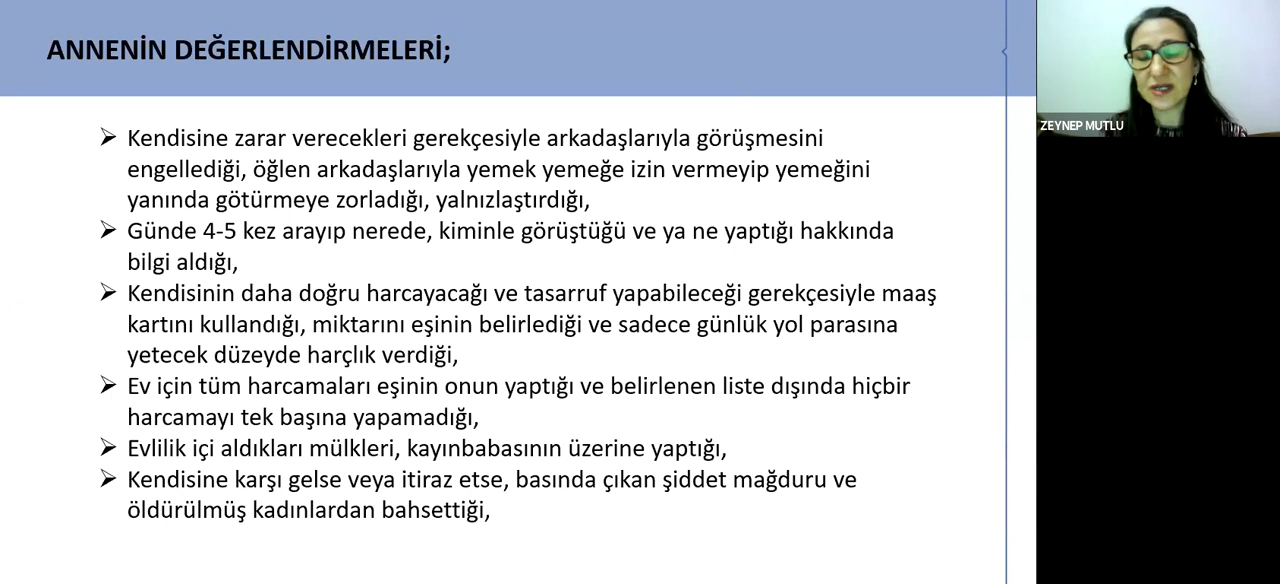 ANNENİN DEĞERLENDİRMELERİ;
ZEYNEP MUTLU
➢ Kendisine zarar verecekleri gerekçesiyle arkadaşlarıyla görüşmesini
engellediği, öğlen arkadaşlarıyla yemek yemeğe izin vermeyip yemeğini
yanında götürmeye zorladığı, yalnızlaştırdığı,
➢ Günde 4-5 kez arayıp nerede, kiminle görüştüğü ve ya ne yaptığı hakkında
bilgi aldığı,
➢ Kendisinin daha doğru harcayacağı ve tasarruf yapabileceği gerekçesiyle maaş
kartını kullandığı, miktarını eşinin belirlediği ve sadece günlük yol parasına
yetecek düzeyde harçlık verdiği,
➢ Ev için tüm harcamaları eşinin onun yaptığı ve belirlenen liste dışında hiçbir
harcamayı tek başına yapamadığı,
➢ Evlilik içi aldıkları mülkleri, kayınbabasının üzerine yaptığı,
➢ Kendisine karşı gelse veya itiraz etse, basında çıkan şiddet mağduru ve
öldürülmüş kadınlardan bahsettiği,